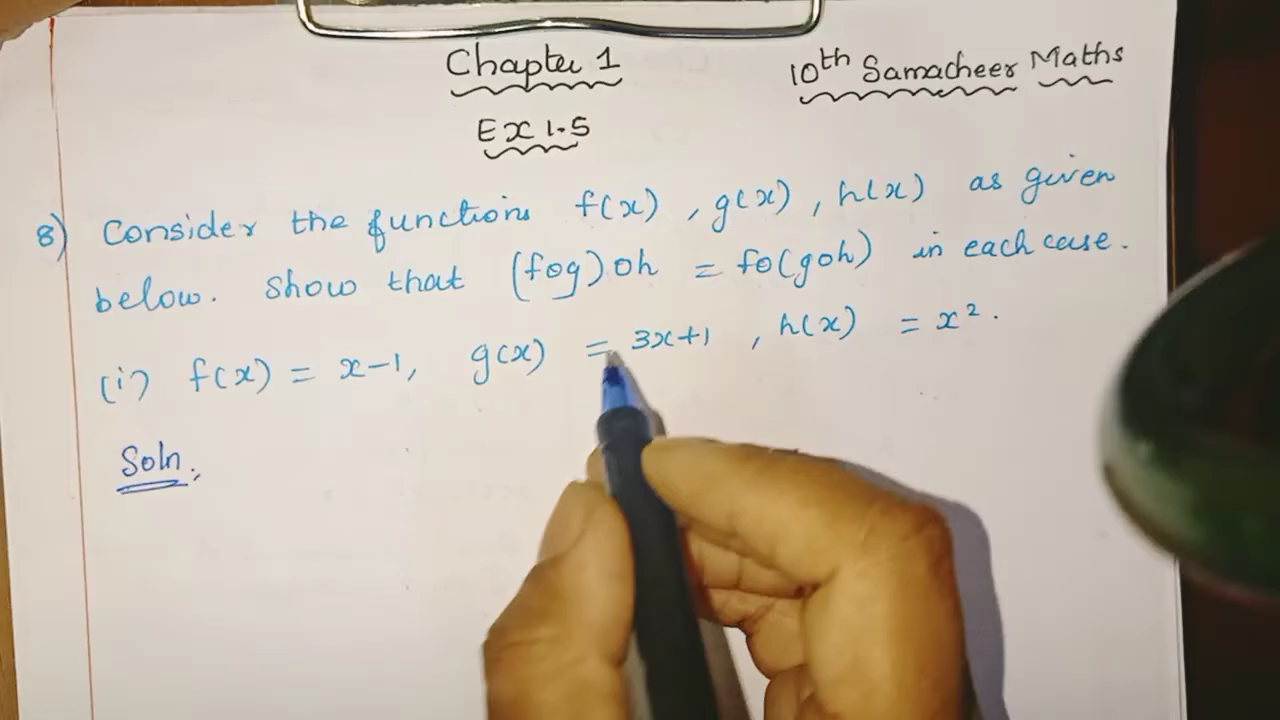 Chapter 1
10th Samacheer Maths
Ex 1.5
8) Consider the functions f(x), g(x), h(x) as given
below. Show that (fog)oh = fo(goh) in each case.
(i) f(x) = x-1, g(x) = 3x+1, h(x) = x².
Soln,